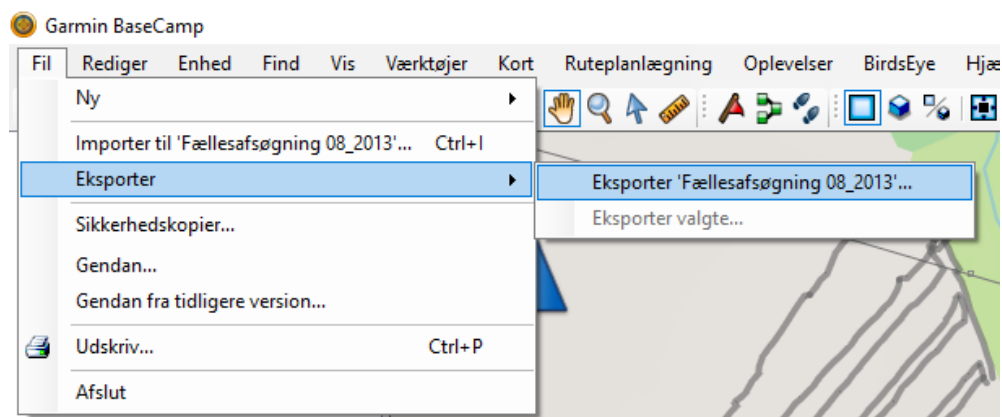 Garmin BaseCamp
Fil Rediger Enhed Find Vis Værktøjer Kort Ruteplanlægning Oplevelser BirdsEye Hjæ
Ny
Importer til 'Fællesafsøgning 08_2013'... Ctrl+I
Eksporter
Eksporter 'Fællesafsøgning 08_2013'...
Eksporter valgte...
Sikkerhedskopier...
Gendan...
Gendan fra tidligere version...
Udskriv... Ctrl+P
Afslut